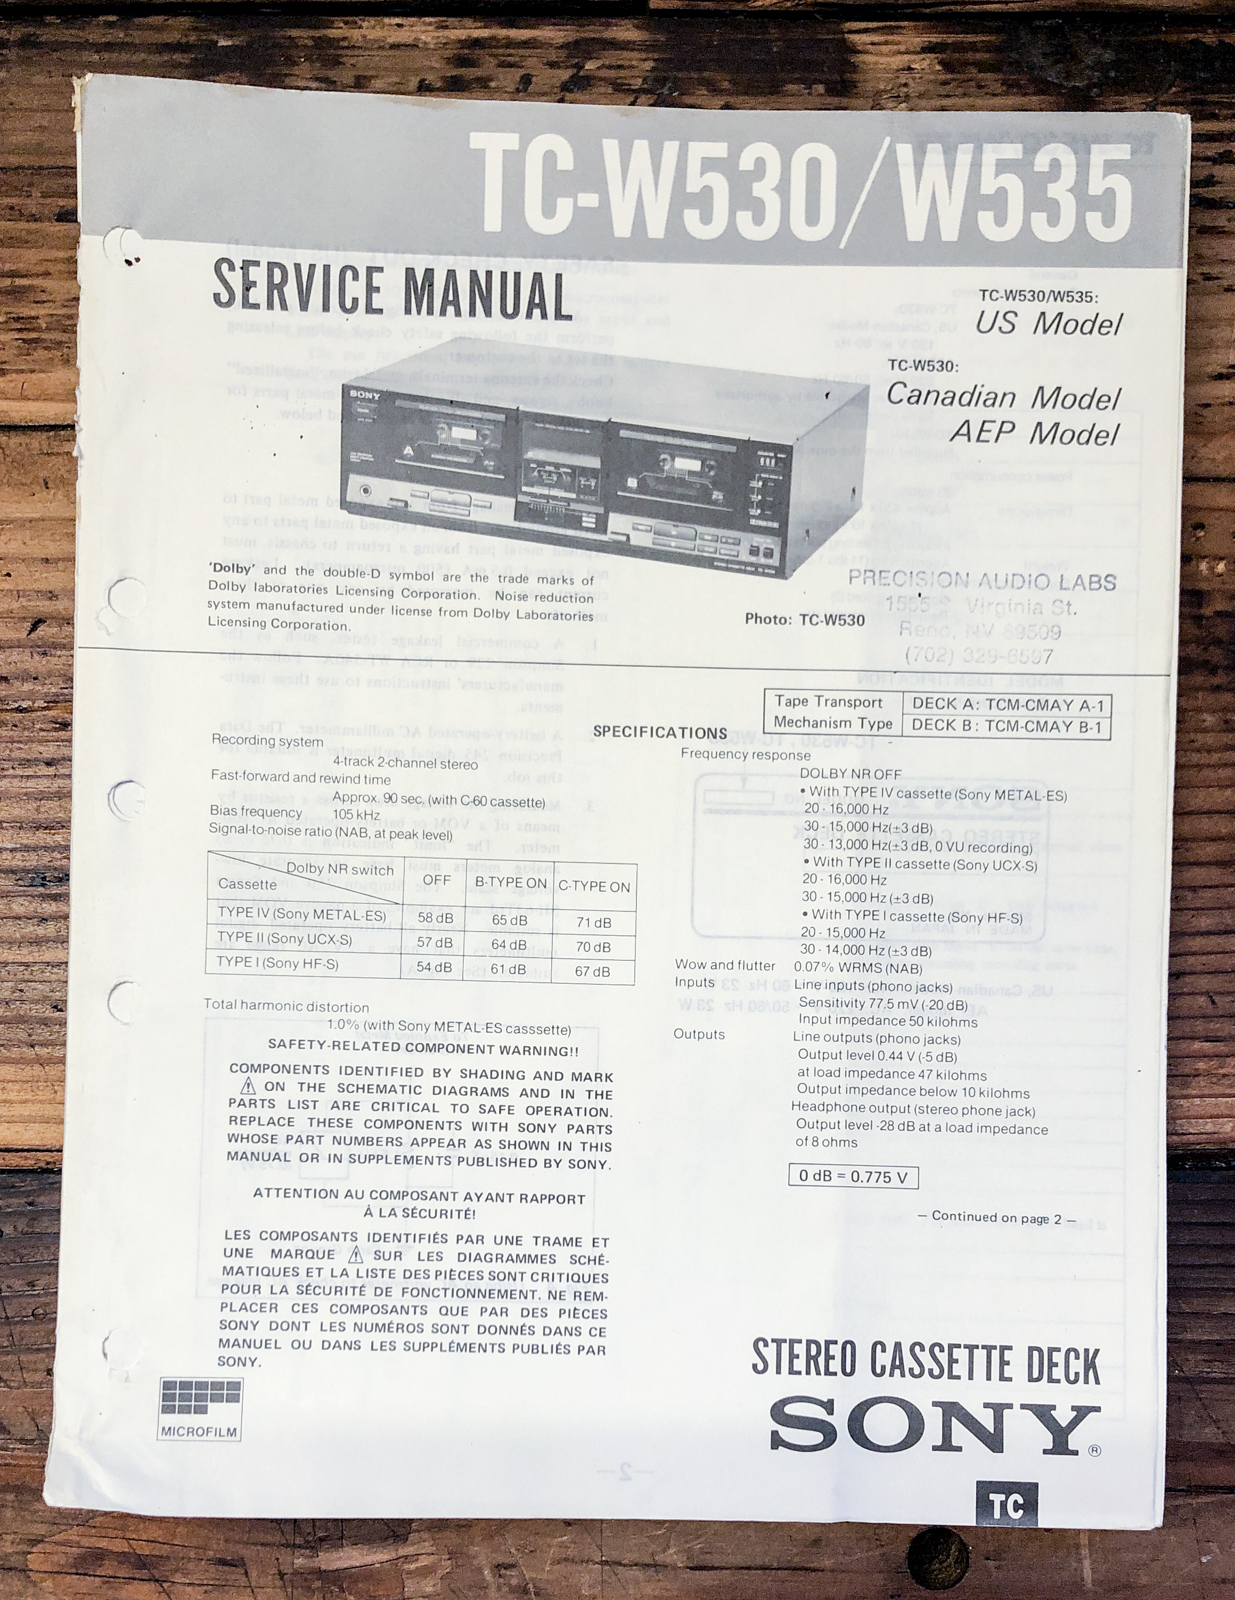 TC-W530/W535
SERVICE MANUAL
TC-W530/W535:
US Model
TC-W530:
Canadian Model
AEP Model
SONY
A
'Dolby' and the double-D symbol are the trade marks of
Dolby laboratories Licensing Corporation. Noise reduction
system manufactured under license from Dolby Laboratories
Licensing Corporation.
Photo: TC-W530
PRECISION AUDIO LABS
1555 S. Virginia St.
Reno, NV 89509
(702) 329-6597
Tape Transport Mechanism Type
DECK A: TCM-CMAY A-1
DECK B: TCM-CMAY B-1
SPECIFICATIONS
Recording system
4-track 2-channel stereo
Fast-forward and rewind time
Approx. 90 sec. (with C-60 cassette)
Bias frequency 105 kHz
Signal-to-noise ratio (NAB, at peak level)
Dolby NR switch
Cassette OFF B-TYPE ON C-TYPE ON
TYPE IV (Sony METAL-ES) 58 dB 65 dB 71 dB
TYPE II (Sony UCX-S) 57 dB 64 dB 70 dB
TYPE I (Sony HF-S) 54 dB 61 dB 67 dB
Total harmonic distortion
1.0% (with Sony METAL-ES casssette)
SAFETY-RELATED COMPONENT WARNING!!
COMPONENTS IDENTIFIED BY SHADING AND MARK
⚠ ON THE SCHEMATIC DIAGRAMS AND IN THE
PARTS LIST ARE CRITICAL TO SAFE OPERATION.
REPLACE THESE COMPONENTS WITH SONY PARTS
WHOSE PART NUMBERS APPEAR AS SHOWN IN THIS
MANUAL OR IN SUPPLEMENTS PUBLISHED BY SONY.
ATTENTION AU COMPOSANT AYANT RAPPORT
À LA SÉCURITÉ!
LES COMPOSANTS IDENTIFIÉS PAR UNE TRAME ET
UNE MARQUE ⚠ SUR LES DIAGRAMMES SCHÉ-
MATIQUES ET LA LISTE DES PIÈCES SONT CRITIQUES
POUR LA SÉCURITÉ DE FONCTIONNEMENT. NE REM-
PLACER CES COMPOSANTS QUE PAR DES PIÈCES
SONY DONT LES NUMÉROS SONT DONNÉS DANS CE
MANUEL OU DANS LES SUPPLÉMENTS PUBLIÉS PAR
SONY.
MICROFILM
Frequency response
DOLBY NR OFF
• With TYPE IV cassette (Sony METAL-ES)
20 - 16,000 Hz
30 - 15,000 Hz (±3 dB)
30 - 13,000 Hz (±3 dB, 0 VU recording)
• With TYPE II cassette (Sony UCX-S)
20 - 16,000 Hz
30 - 15,000 Hz (±3 dB)
• With TYPE I cassette (Sony HF-S)
20 - 15,000 Hz
30 - 14,000 Hz (±3 dB)
Wow and flutter 0.07% WRMS (NAB)
Inputs Line inputs (phono jacks)
Sensitivity 77.5 mV (-20 dB)
Input impedance 50 kilohms
Outputs Line outputs (phono jacks)
Output level 0.44 V (-5 dB)
at load impedance 47 kilohms
Output impedance below 10 kilohms
Headphone output (stereo phone jack)
Output level -28 dB at a load impedance
of 8 ohms
0 dB = 0.775 V
— Continued on page 2 —
STEREO CASSETTE DECK
SONY®
TC